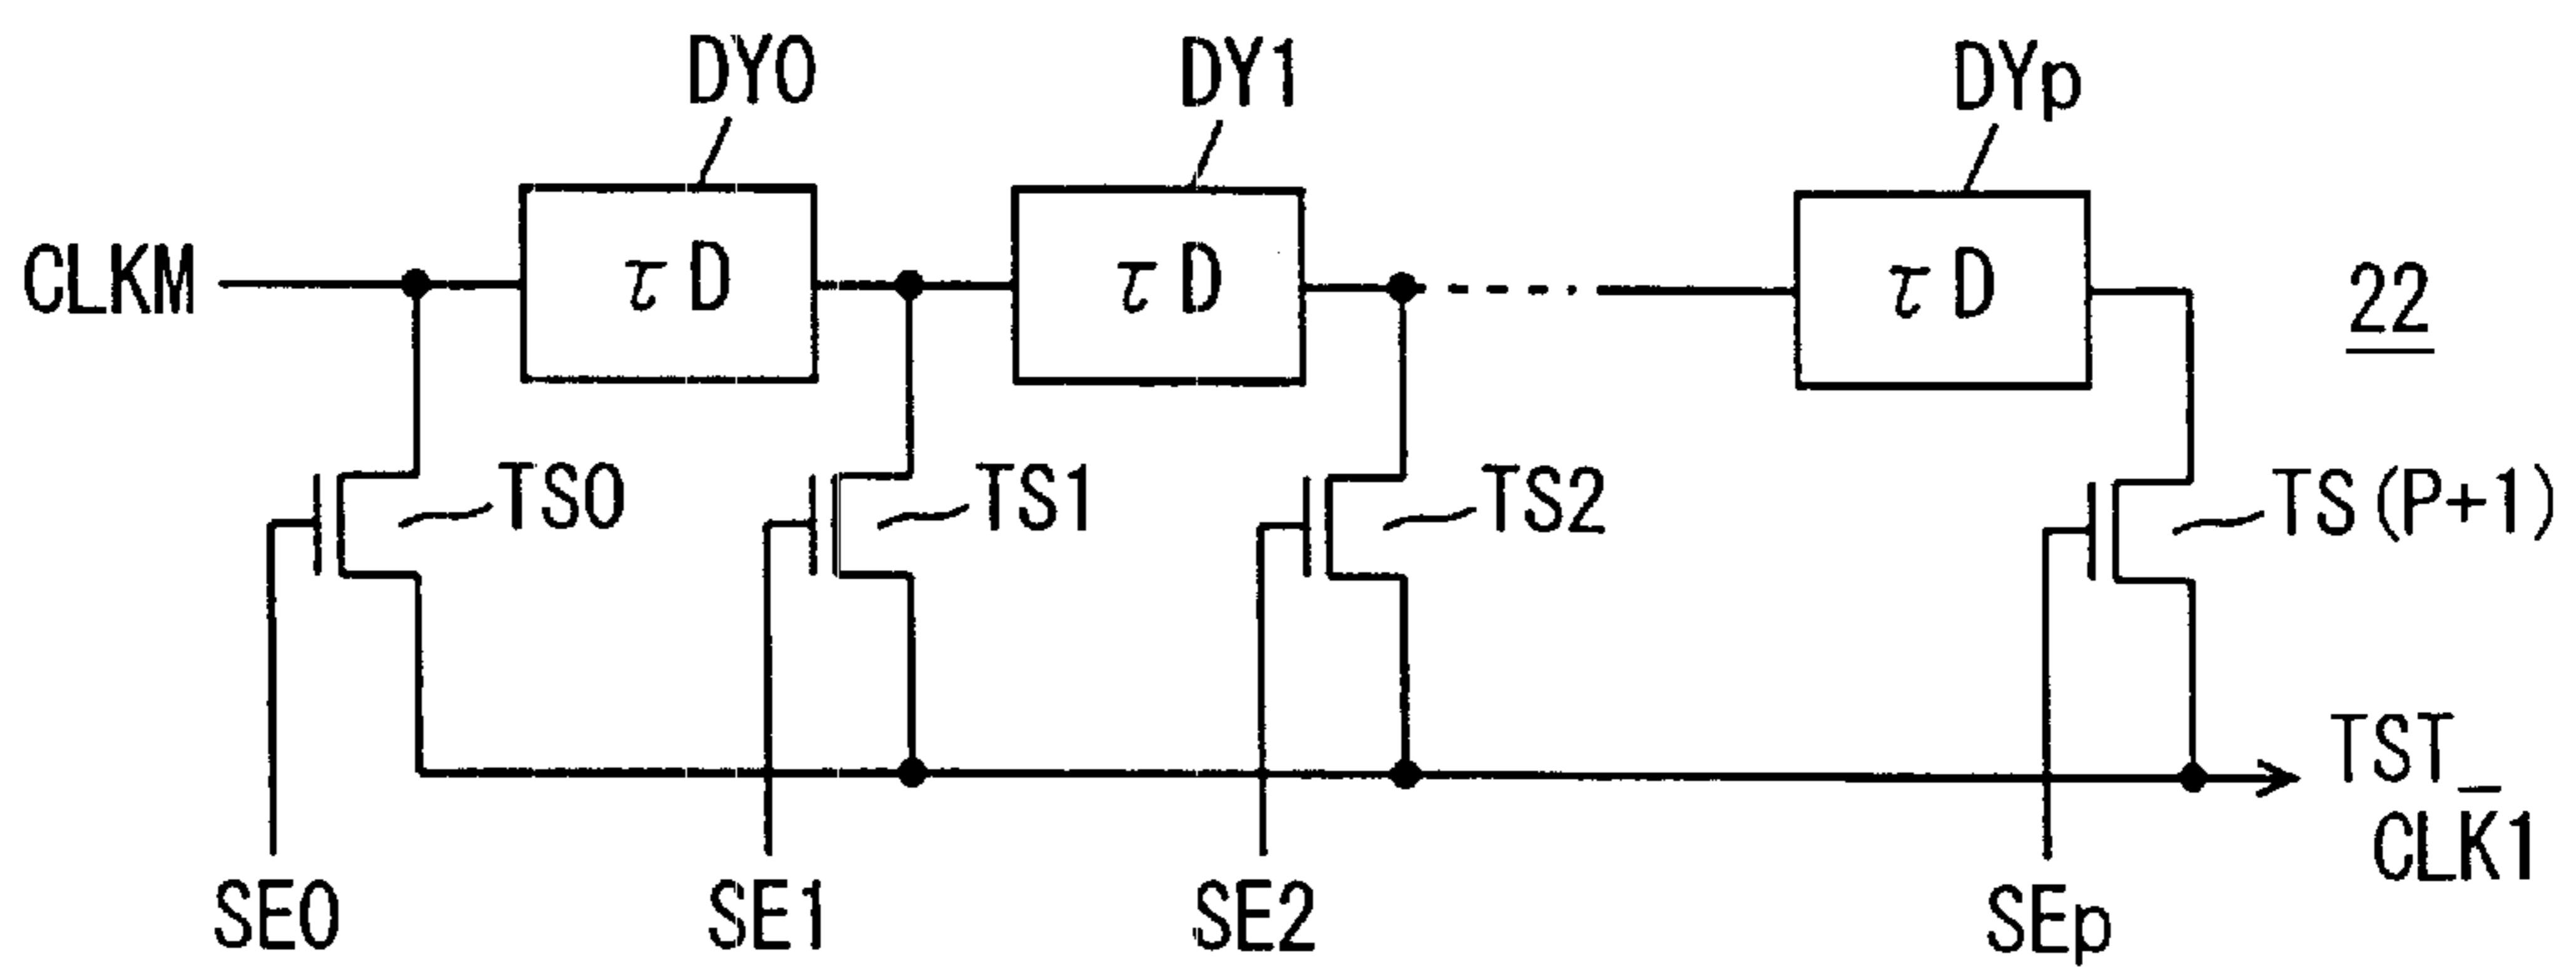 DY0
DY1
DYp
CLKM
τD
τD
τD
22
TS0
TS1
TS2
TS(P+1)
TST_
CLK1
SE0
SE1
SE2
SEp